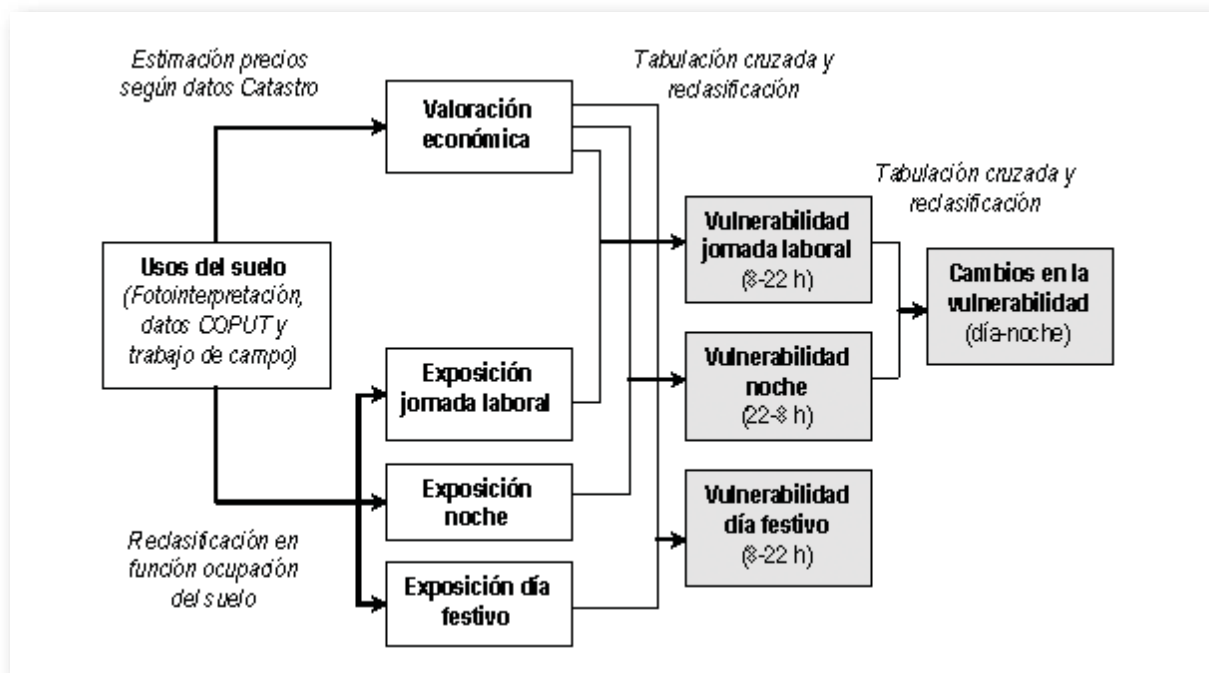 Estimación precios
según datos Catastro
Tabulación cruzada y
reclasificación
Valoración
económica
Tabulación cruzada y
reclasificación
Vulnerabilidad
jornada laboral
(8-22 h)
Usos del suelo
(Fotointerpretación,
datos COPUT y
trabajo de campo)
Cambios en la
vulnerabilidad
(día-noche)
Exposición
jornada laboral
Vulnerabilidad
noche
(22-8 h)
Exposición
noche
Vulnerabilidad
día festivo
(8-22 h)
Reclasificación en
función ocupación
del suelo
Exposición día
festivo